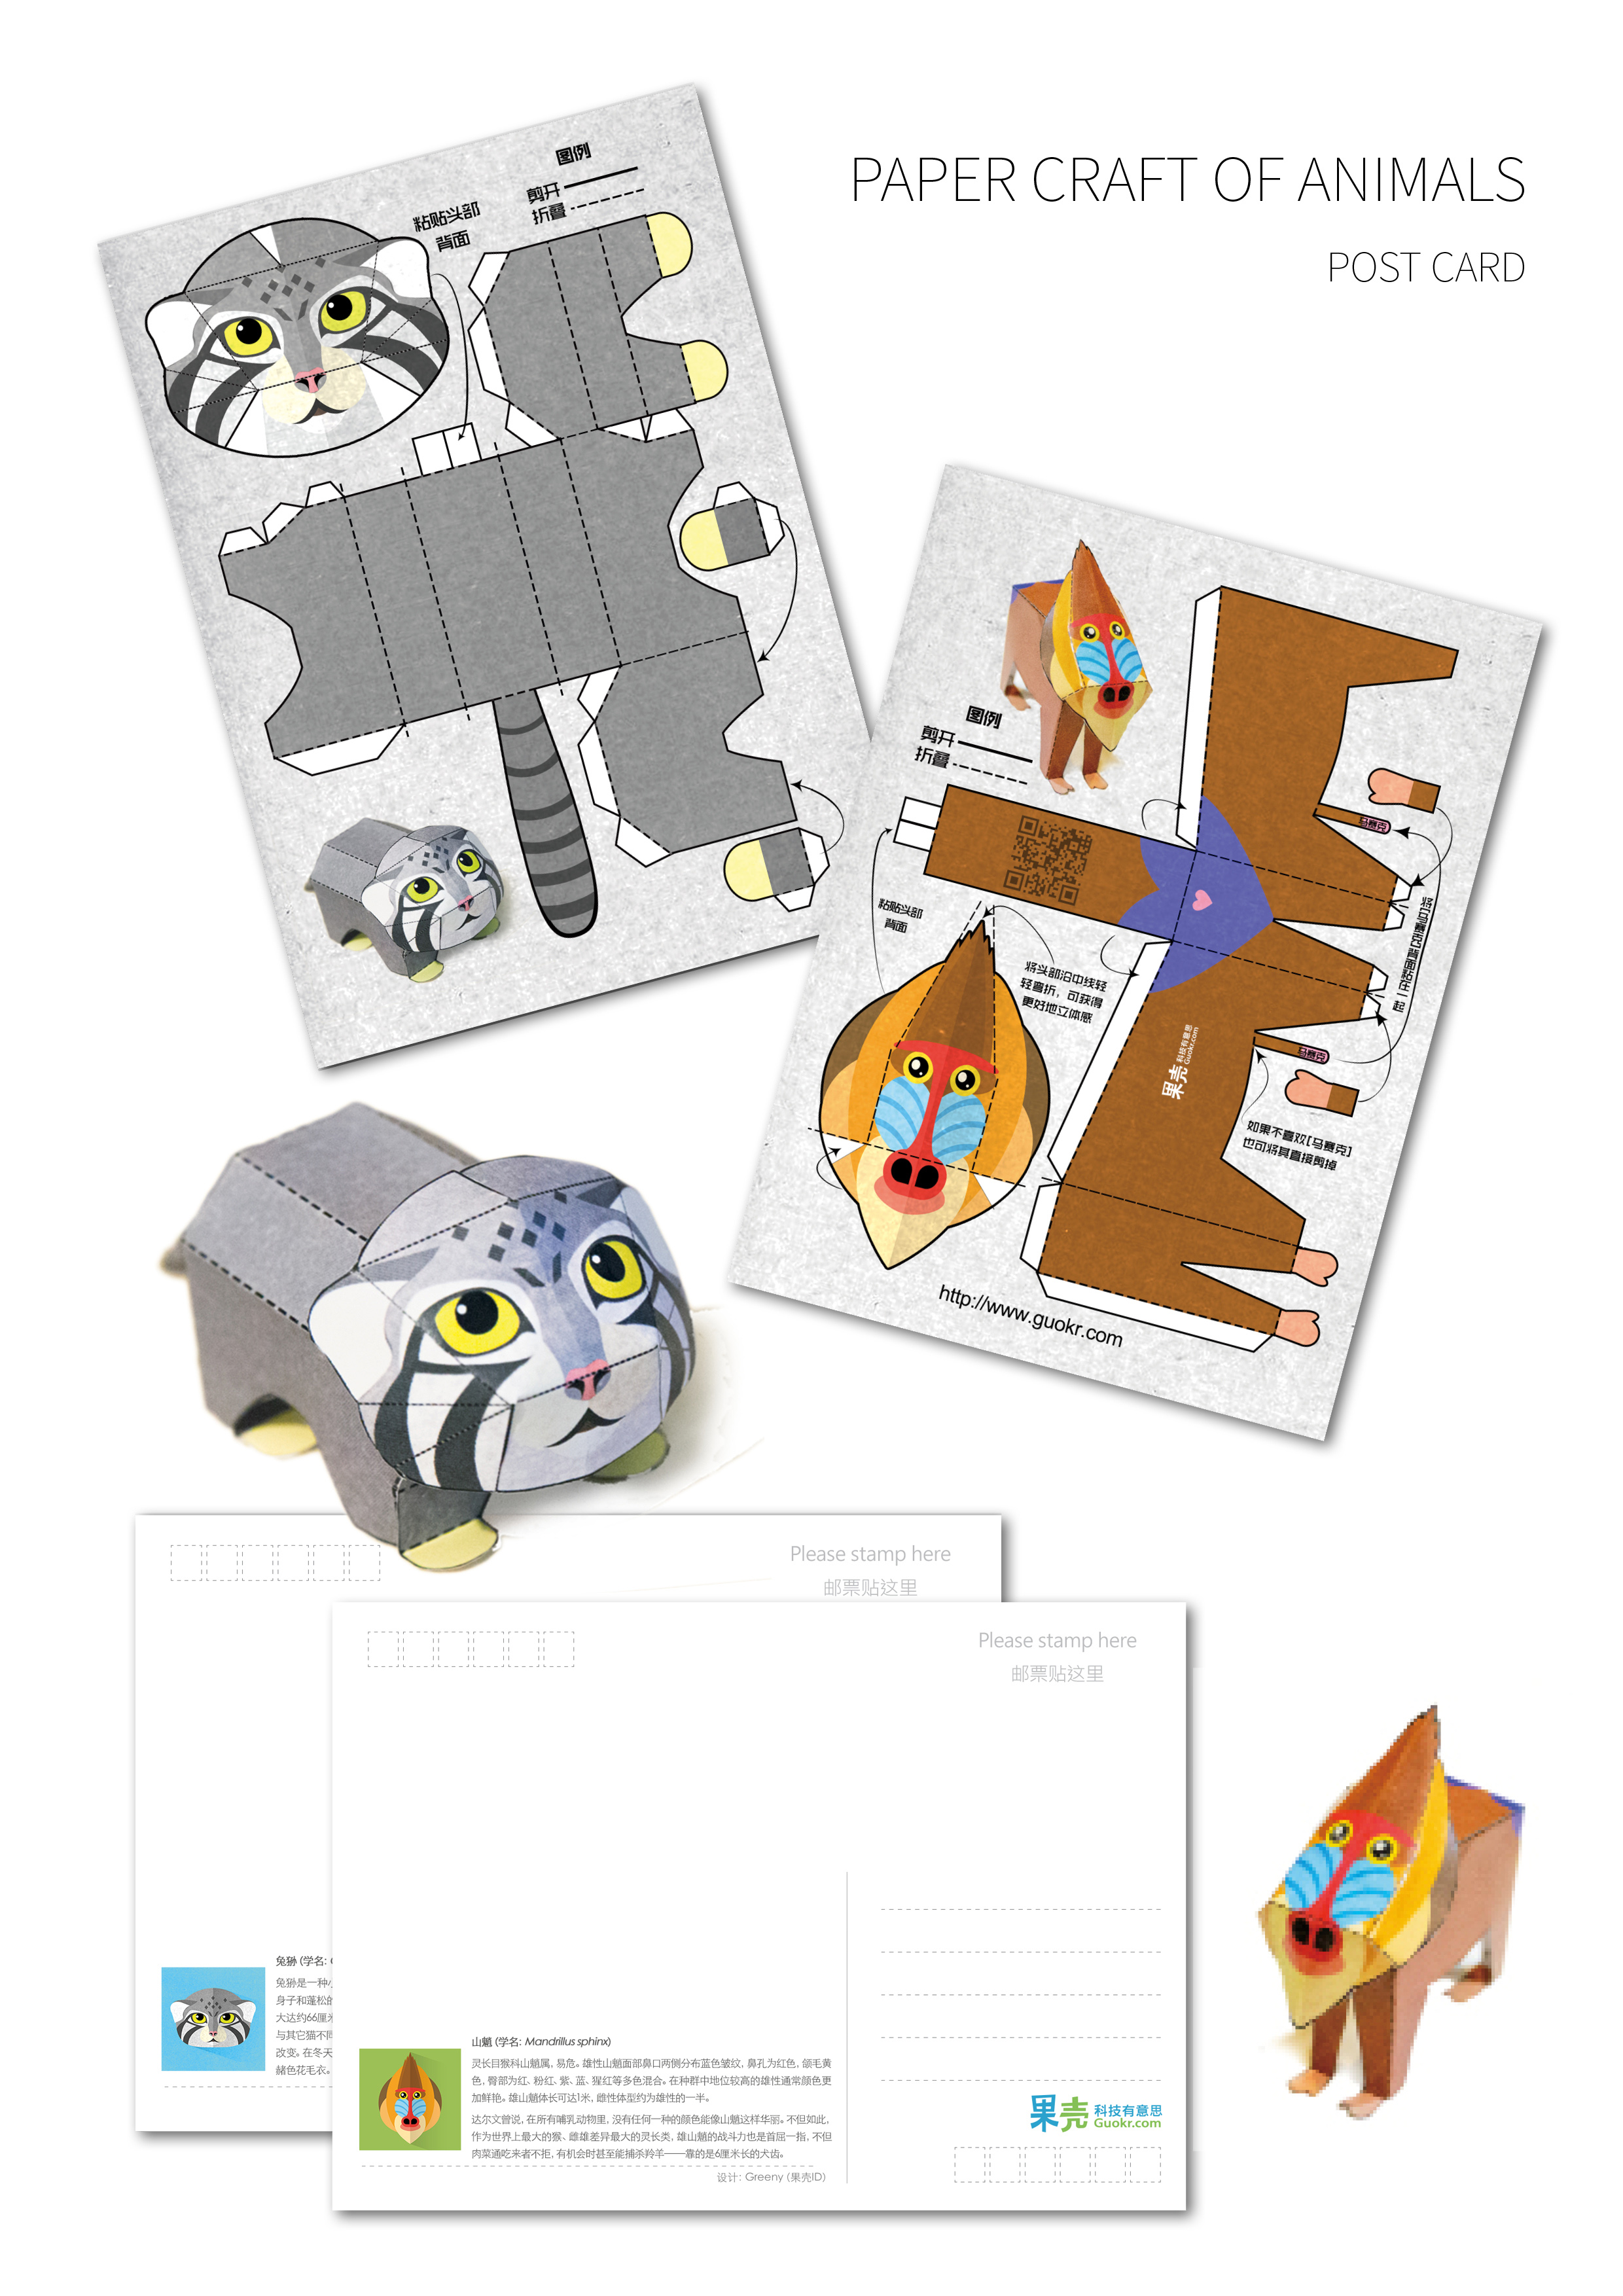 PAPER CRAFT OF ANIMALS
POST CARD
图例
剪开
折叠
粘贴头部
背面
图例
剪开
折叠
粘贴头部
背面
将头部沿中线轻
轻弯折，可获得
更好地立体感
马赛克
将[马赛克]背面粘在一起
马赛克
果壳 科技有意思
Guokr.com
如果不喜欢[马赛克]
也可将其直接剪掉
http://www.guokr.com
Please stamp here
邮票贴这里
Please stamp here
邮票贴这里
兔狲 (学名:
兔狲是一种
身子和蓬松的
大达约66厘米
与其它猫不同
改变。在冬天
赭色花毛衣。
山魈 (学名: Mandrillus sphinx)
灵长目猴科山魈属, 易危。雄性山魈面部鼻口两侧分布蓝色皱纹, 鼻孔为红色, 颌毛黄
色, 臀部为红、粉红、紫、蓝、猩红等多色混合。在种群中地位较高的雄性通常颜色更
加鲜艳。雄山魈体长可达1米, 雌性体型约为雄性的一半。
达尔文曾说, 在所有哺乳动物里, 没有任何一种的颜色能像山魈这样华丽。不但如此,
作为世界上最大的猴、雌雄差异最大的灵长类, 雄山魈的战斗力也是首屈一指, 不但
肉菜通吃来者不拒, 有机会时甚至能捕杀羚羊——靠的是6厘米长的犬齿。
设计: Greeny (果壳ID)
果壳 科技有意思
Guokr.com